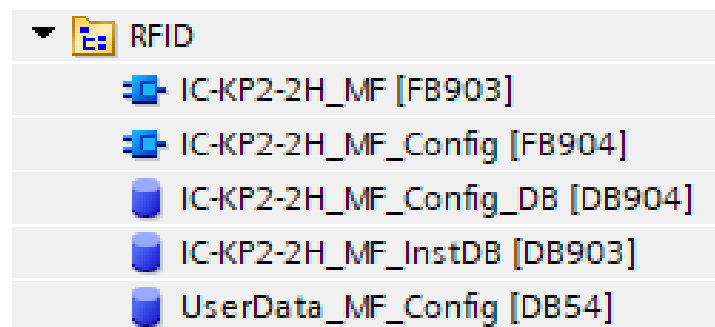 RFID
IC-KP2-2H_MF [FB903]
IC-KP2-2H_MF_Config [FB904]
IC-KP2-2H_MF_Config_DB [DB904]
IC-KP2-2H_MF_InstDB [DB903]
UserData_MF_Config [DB54]